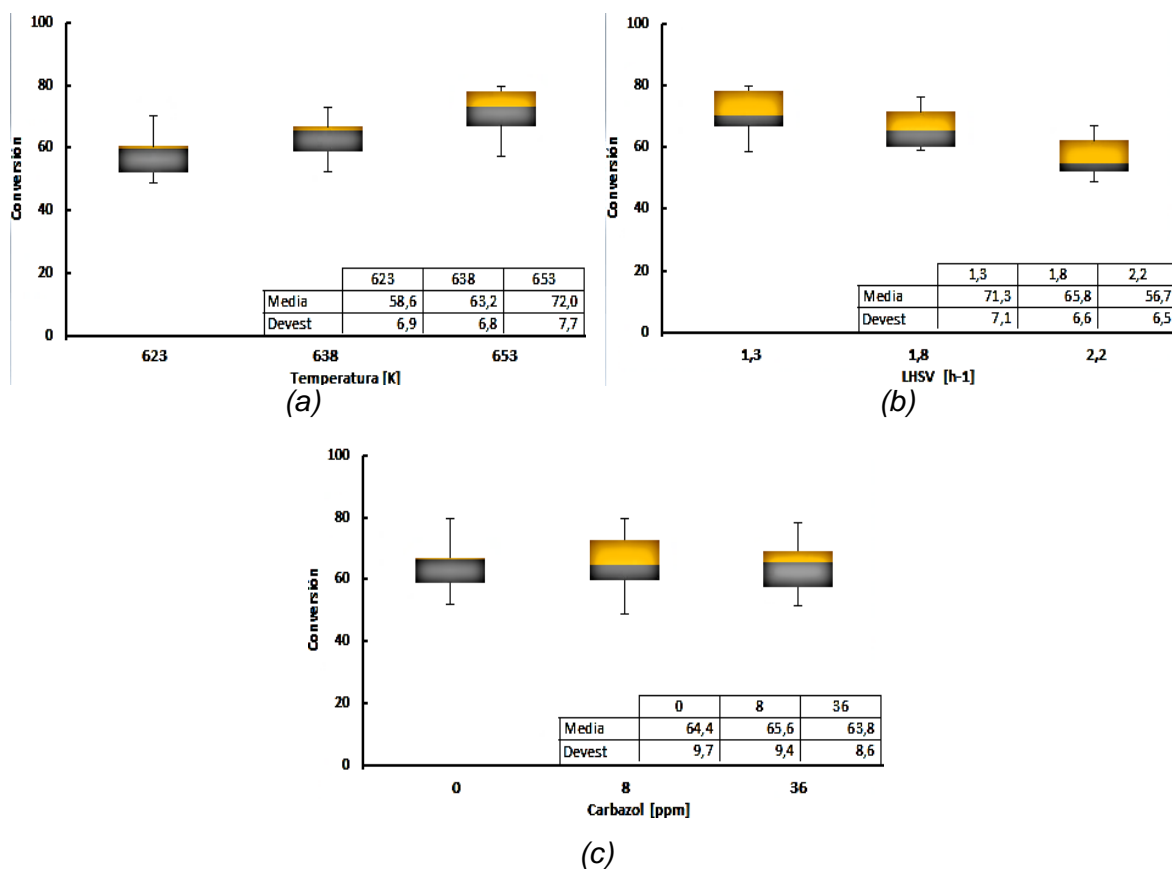 100
80
60
40
20
0
Conversión
623 638 653
Media 58,6 63,2 72,0
Devest 6,9 6,8 7,7
623 638 653
Temperatura [K]
(a)
100
80
60
40
20
0
Conversión
1,3 1,8 2,2
Media 71,3 65,8 56,7
Devest 7,1 6,6 6,5
1,3 1,8 2,2
LHSV [h-1]
(b)
100
80
60
40
20
0
Conversión
0 8 36
Media 64,4 65,6 63,8
Devest 9,7 9,4 8,6
0 8 36
Carbazol [ppm]
(c)